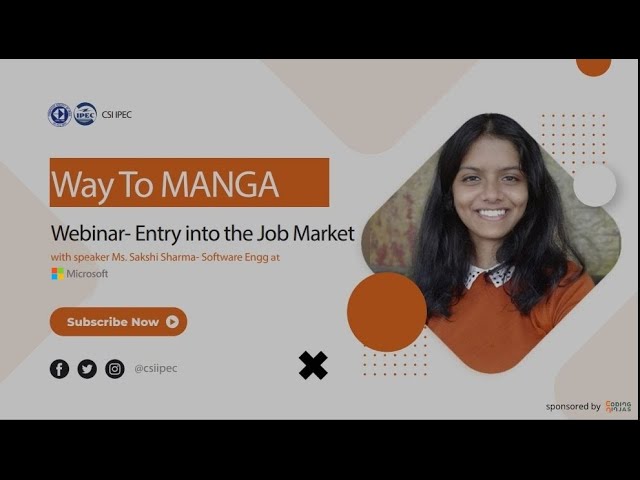 IPEC
CSI IPEC
Way To MANGA
Webinar- Entry into the Job Market
with speaker Ms. Sakshi Sharma- Software Engg at
Microsoft
Subscribe Now
@csiipec
sponsored by CODING NINJAS